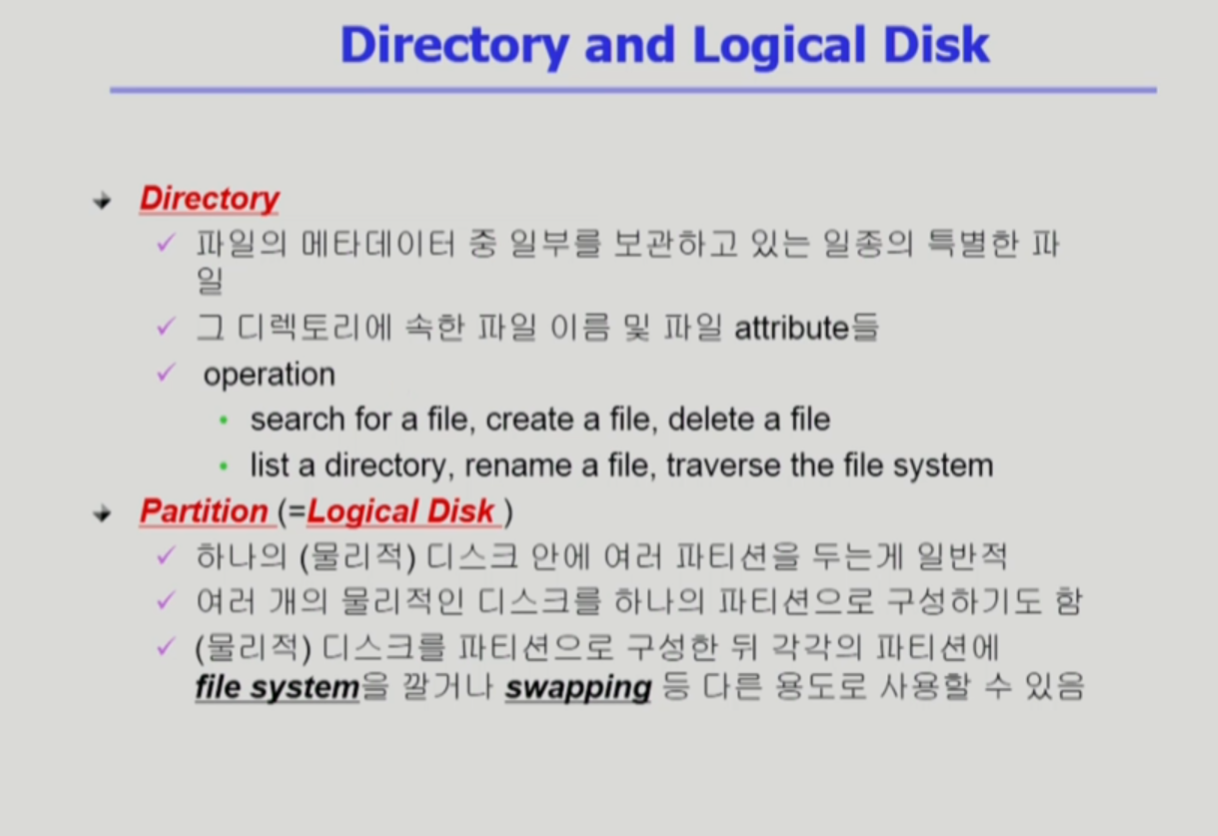 Directory and Logical Disk
Directory
파일의 메타데이터 중 일부를 보관하고 있는 일종의 특별한 파
일
그 디렉토리에 속한 파일 이름 및 파일 attribute들
operation
search for a file, create a file, delete a file
list a directory, rename a file, traverse the file system
Partition (=Logical Disk )
하나의 (물리적) 디스크 안에 여러 파티션을 두는게 일반적
여러 개의 물리적인 디스크를 하나의 파티션으로 구성하기도 함
(물리적) 디스크를 파티션으로 구성한 뒤 각각의 파티션에
file system을 깔거나 swapping 등 다른 용도로 사용할 수 있음